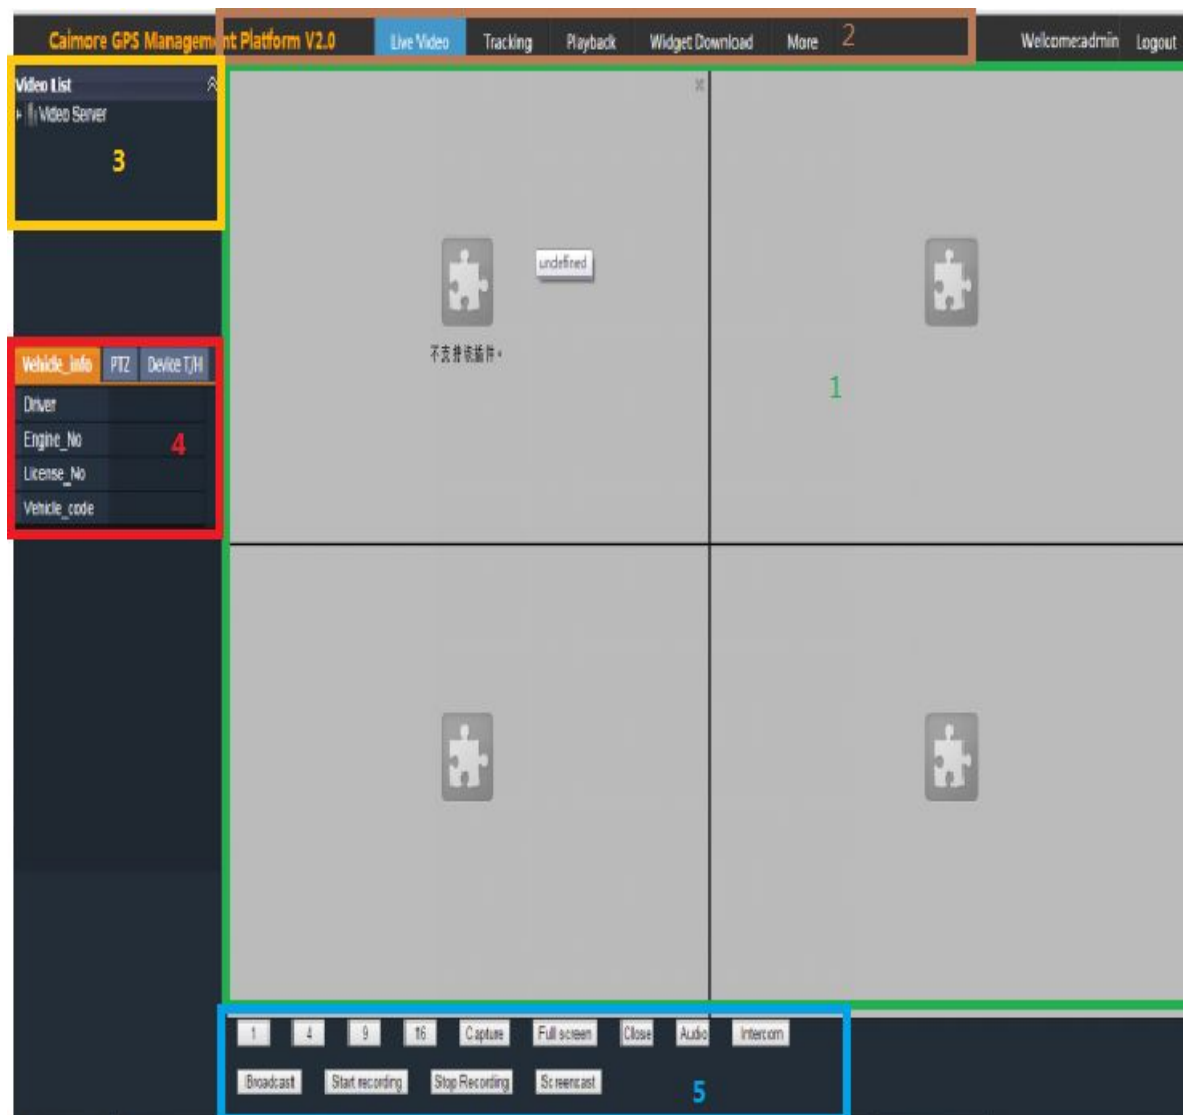 Caimore GPS Management Platform V2.0 Live Video Tracking Playback Widget Download More 2 Welcome:admin Logout
Video List
Video Server
3
undefined
不支持该插件。
Vehicle_info PTZ Device T/H
1
Driver
Engine_No
4
License_No
Vehicle_code
1 4 9 16 Capture Full screen Close Audio Intercom
Broadcast Start recording Stop Recording Screencast 5